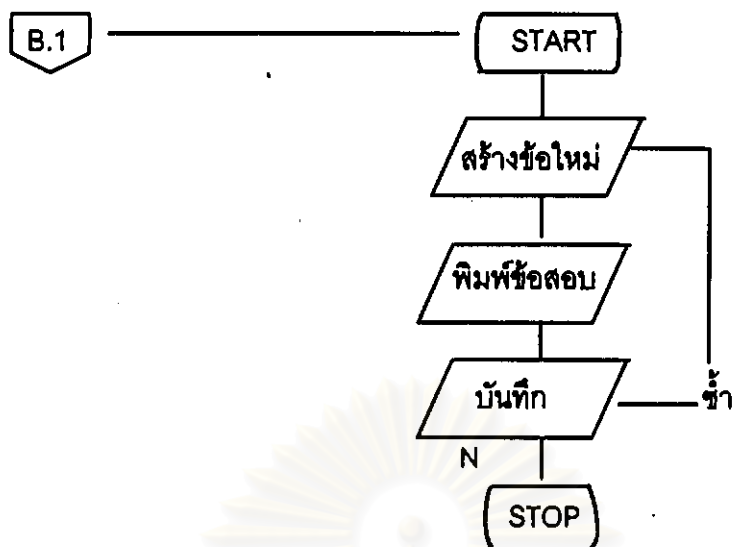 B.1
START
สร้างข้อใหม่
พิมพ์ข้อสอบ
บันทึก
ซ้ำ
N
STOP